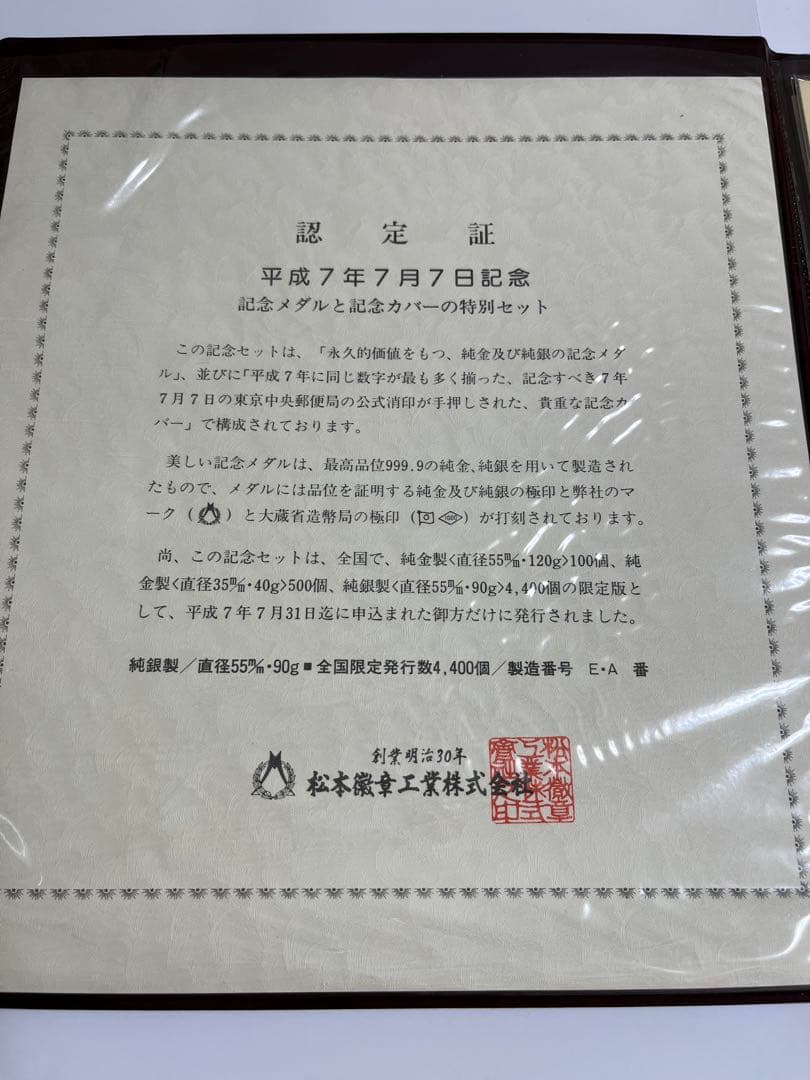 認定証
平成7年7月7日記念
記念メダルと記念カバーの特別セット
この記念セットは、「永久的価値をもつ、純金及び純銀の記念メダ
ル」、並びに「平成7年に同じ数字が最も多く揃った、記念すべき7年
7月7日の東京中央郵便局の公式消印が手押しされた、貴重な記念カ
バー」で構成されております。
美しい記念メダルは、最高品位999.9の純金、純銀を用いて製造され
たもので、メダルには品位を証明する純金及び純銀の極印と弊社のマ
ーク()と大蔵省造幣局の極印()が打刻されております。
尚、この記念セットは、全国で、純金製<直径55㎜・120g>100個、純
金製<直径35㎜・40g>500個、純銀製<直径55㎜・90g>4,400個の限定版と
して、平成7年7月31日迄に申込まれた御方だけに発行されました。
純銀製/直径55㎜・90g■全国限定発行数4,400個/製造番号 E・A 番
創業明治30年
松本徽章工業株式会社
松本徽章工業株式會社印